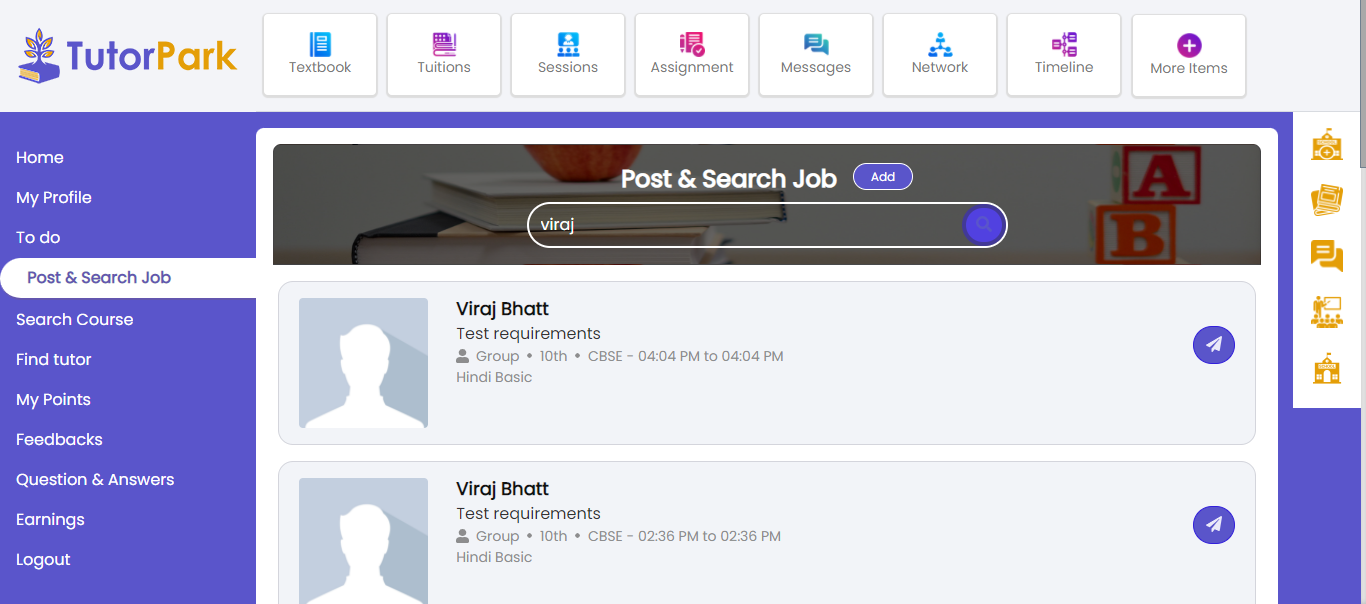 TutorPark
Textbook
Tuitions
Sessions
Assignment
Messages
Network
Timeline
More Items
Home
My Profile
To do
Post & Search Job
Search Course
Find tutor
My Points
Feedbacks
Question & Answers
Earnings
Logout
Post & Search Job
Add
viraj
A
B
Viraj Bhatt
Test requirements
Group • 10th • CBSE - 04:04 PM to 04:04 PM
Hindi Basic
Viraj Bhatt
Test requirements
Group • 10th • CBSE - 02:36 PM to 02:36 PM
Hindi Basic